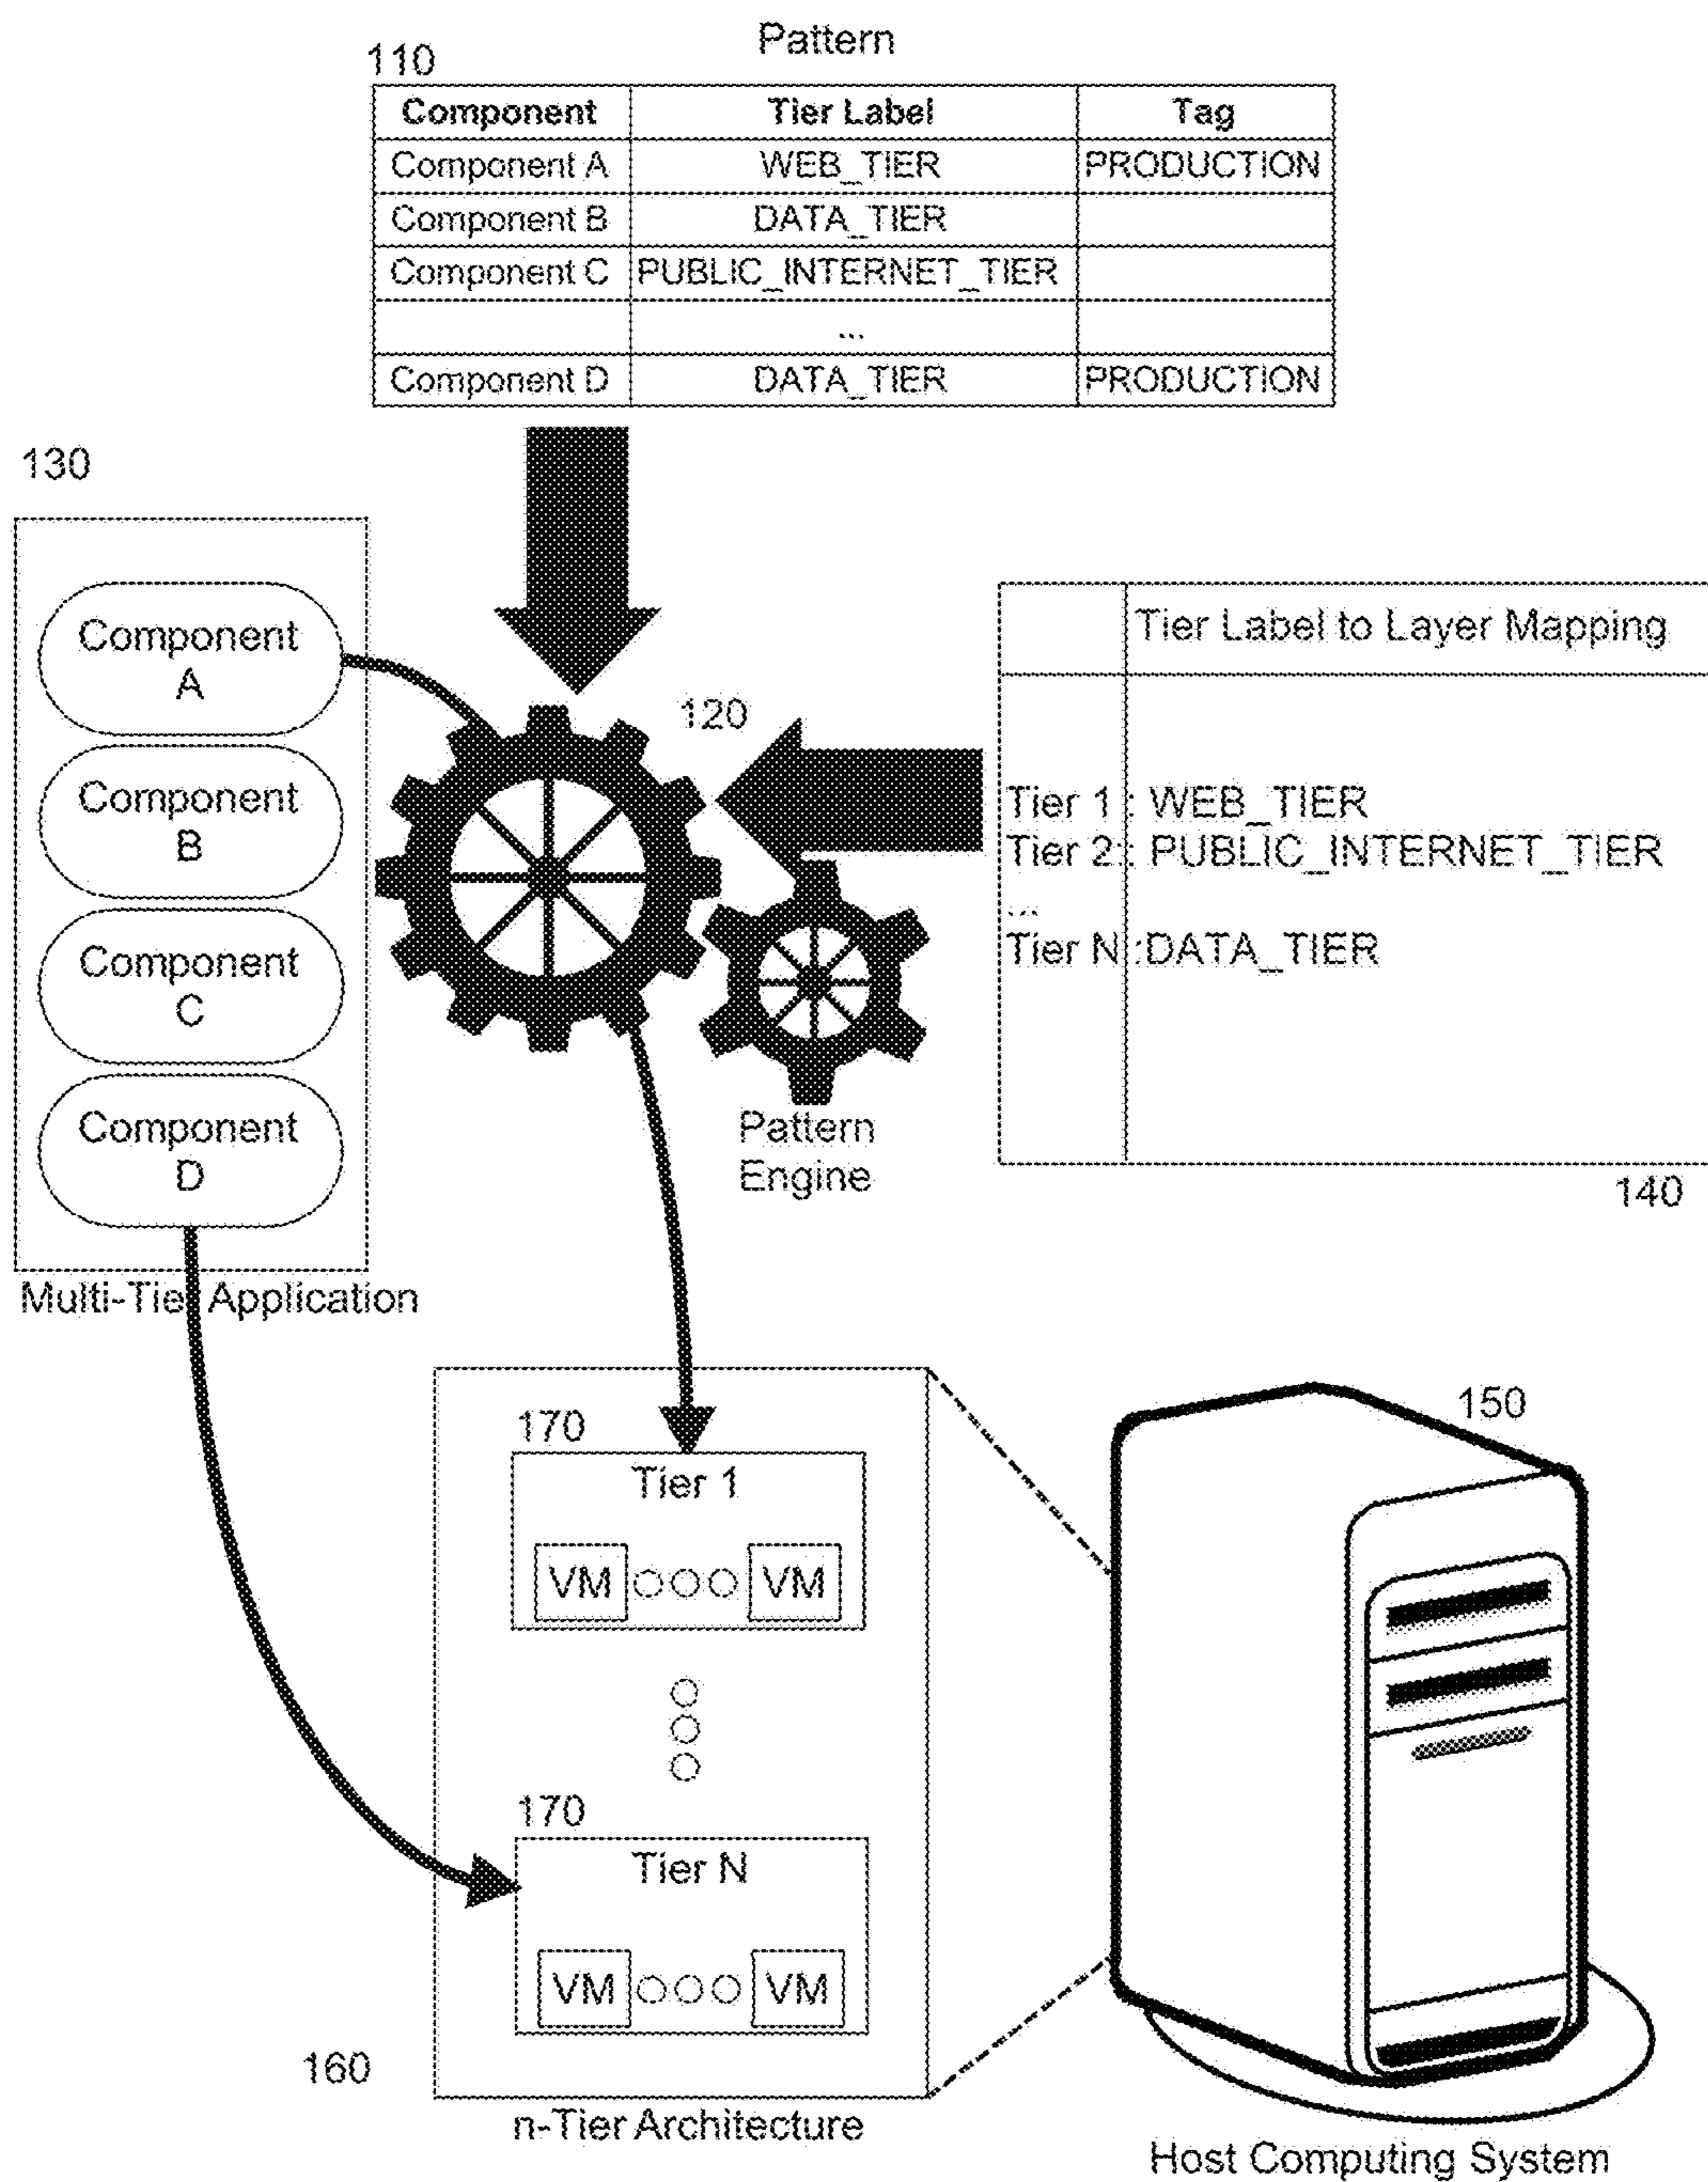 Pattern
110
Component Tier Label Tag
Component A WEB_TIER PRODUCTION
Component B DATA_TIER
Component C PUBLIC_INTERNET_TIER
...
Component D DATA_TIER PRODUCTION
130
Component
A
Component
B
Component
C
Component
D
Multi-Tier Application
120
Pattern
Engine
Tier Label to Layer Mapping
Tier 1 : WEB_TIER
Tier 2 : PUBLIC_INTERNET_TIER
...
Tier N :DATA_TIER
140
170
Tier 1
VM VM
170
Tier N
VM VM
160
n-Tier Architecture
150
Host Computing System